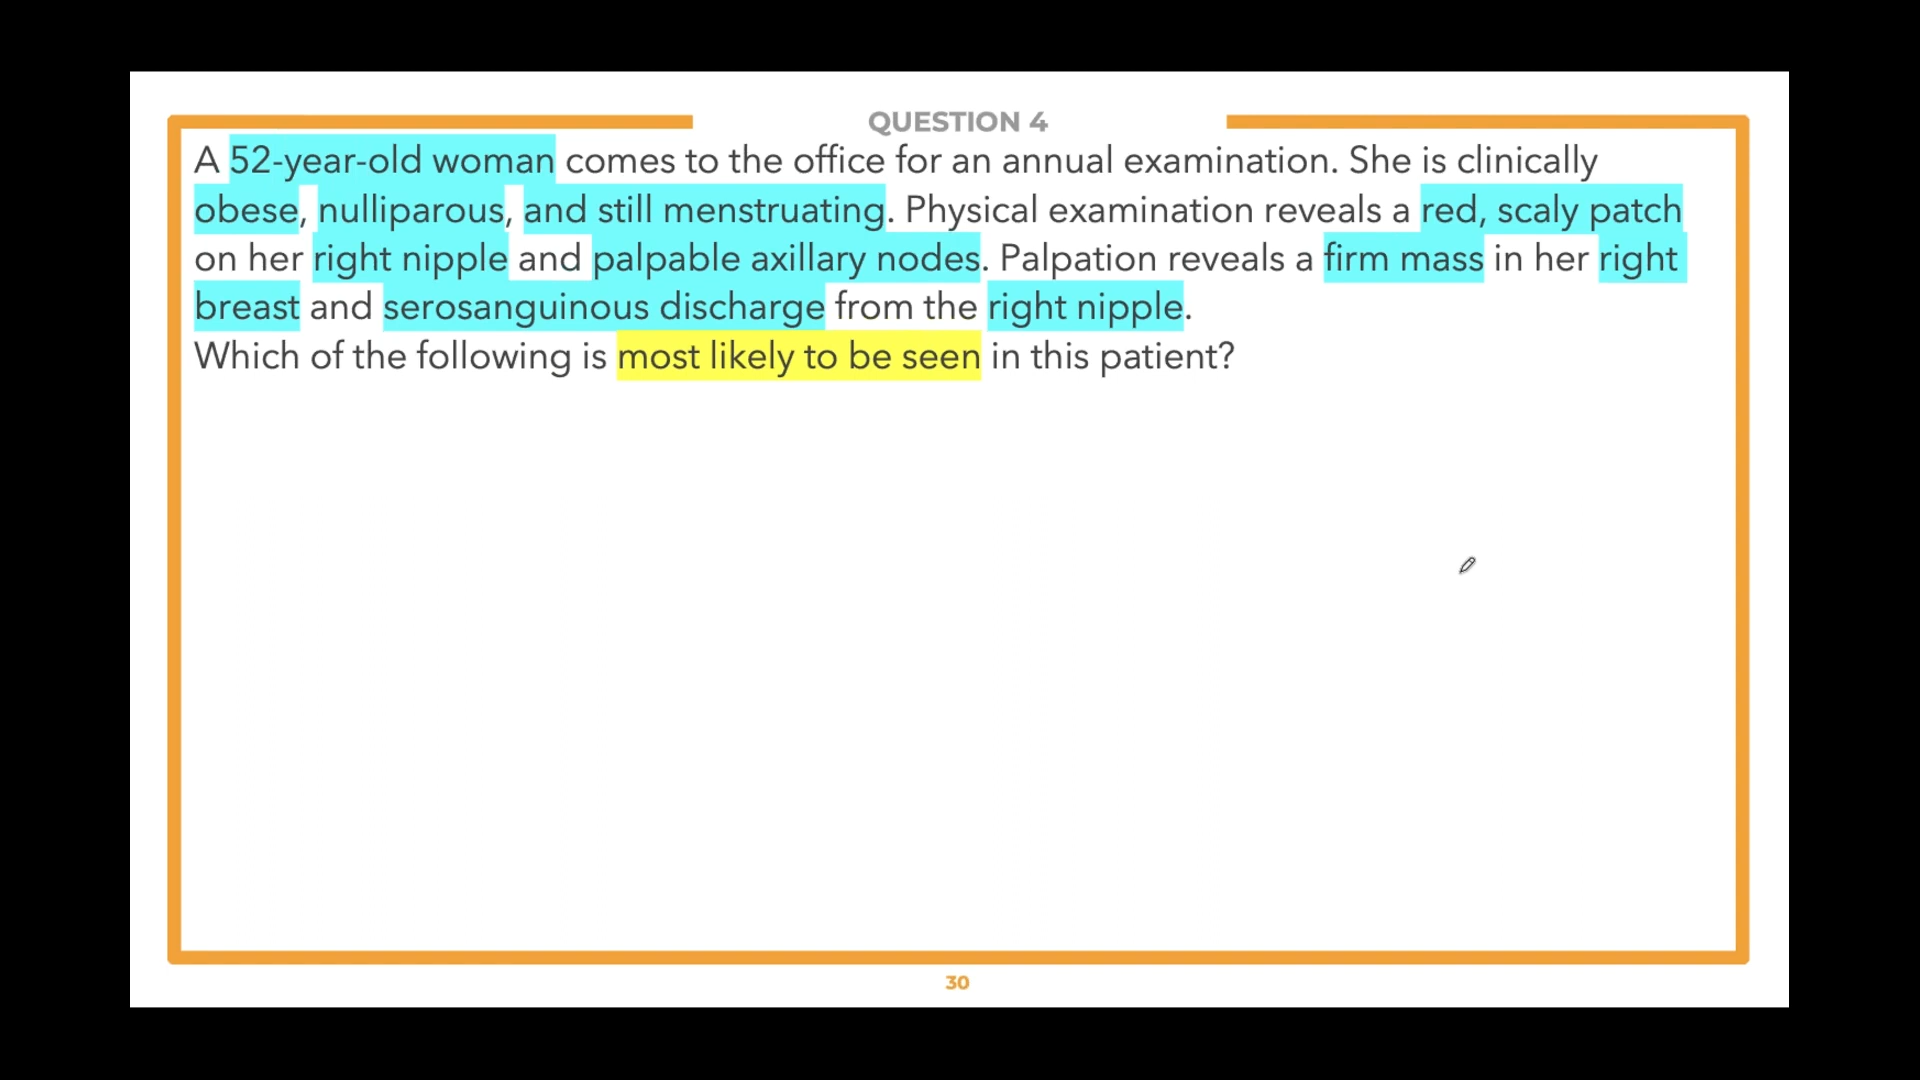 QUESTION 4
A 52-year-old woman comes to the office for an annual examination. She is clinically
obese, nulliparous, and still menstruating. Physical examination reveals a red, scaly patch
on her right nipple and palpable axillary nodes. Palpation reveals a firm mass in her right
breast and serosanguinous discharge from the right nipple.
Which of the following is most likely to be seen in this patient?
30